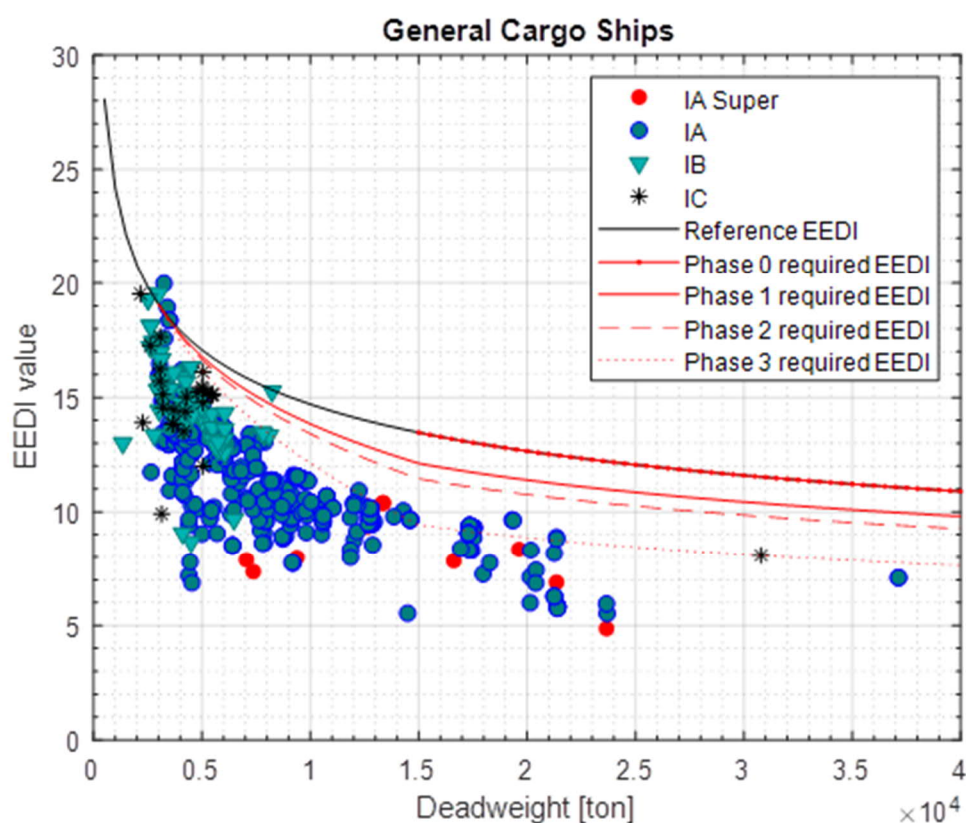 General Cargo Ships
30
25
20
15
10
5
0
EEDI value
IA Super
IA
IB
IC
Reference EEDI
Phase 0 required EEDI
Phase 1 required EEDI
Phase 2 required EEDI
Phase 3 required EEDI
0 0.5 1 1.5 2 2.5 3 3.5 4
Deadweight [ton]
×10^4